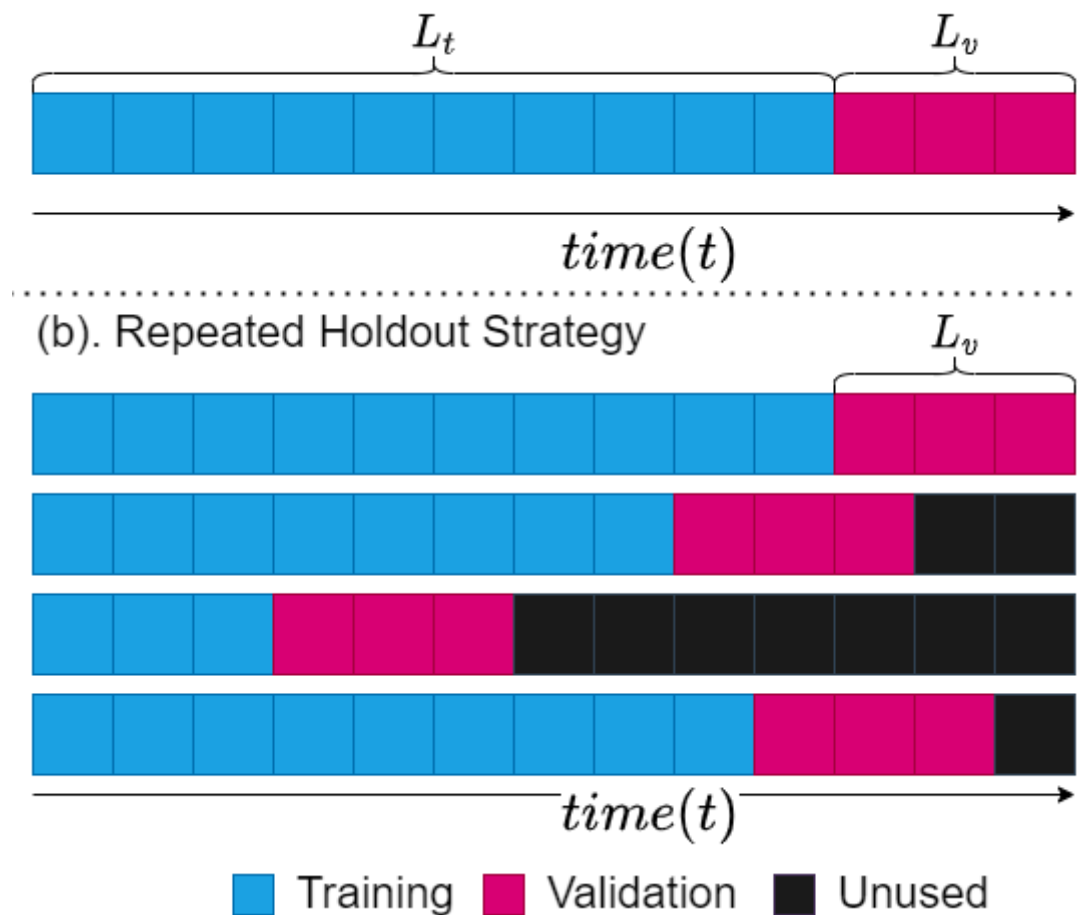 L_t L_v
time(t)
(b). Repeated Holdout Strategy
L_v
time(t)
Training Validation Unused